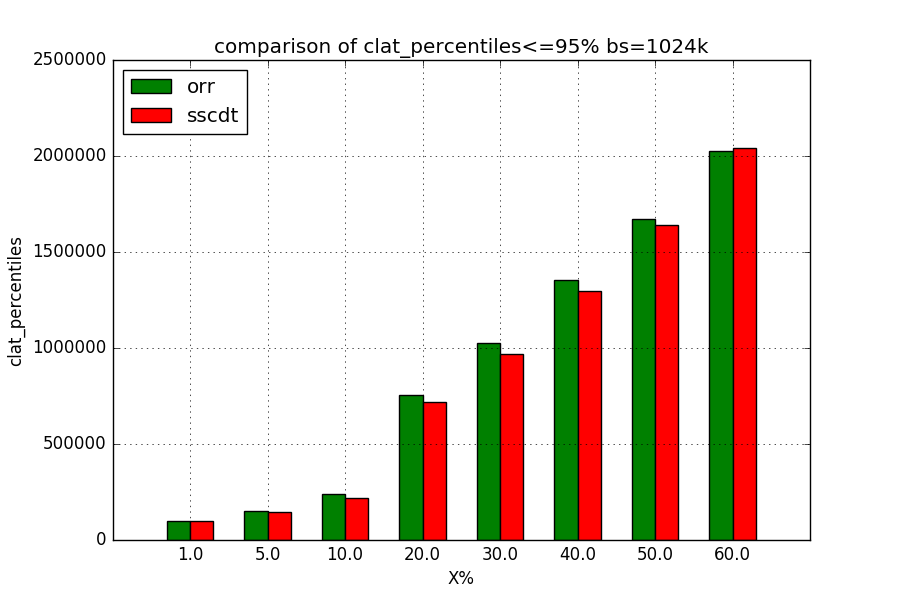 comparison of clat_percentiles<=95% bs=1024k
2500000
2000000
1500000
1000000
500000
0
clat_percentiles
orr
sscdt
1.0 5.0 10.0 20.0 30.0 40.0 50.0 60.0
X%